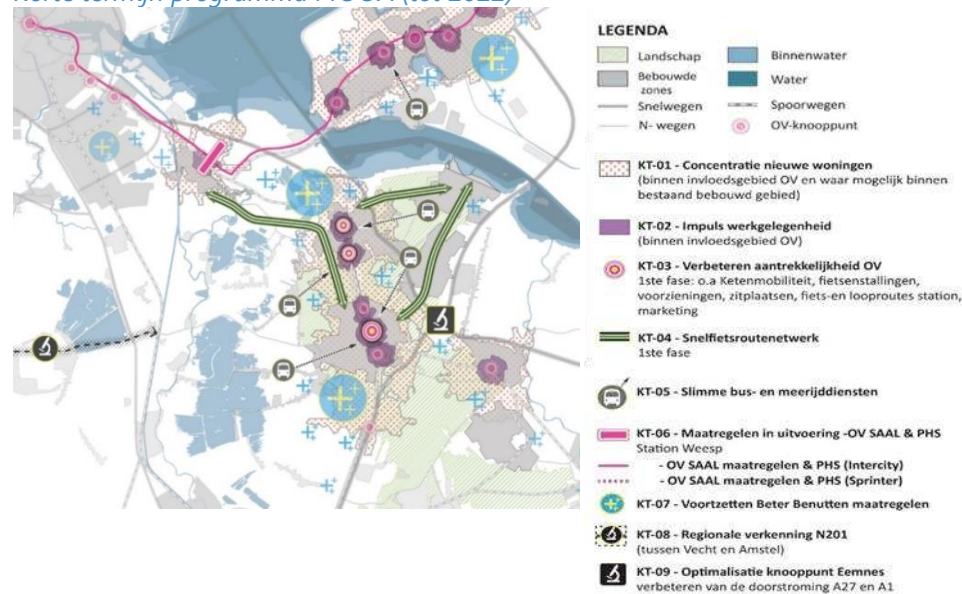 LEGENDA
Landschap
Binnenwater
Bebouwde
zones
Water
Snelwegen
Spoorwegen
N- wegen
OV-knooppunt
KT-01 - Concentratie nieuwe woningen
(binnen invloedsgebied OV en waar mogelijk binnen
bestaand bebouwd gebied)
KT-02 - Impuls werkgelegenheid
(binnen invloedsgebied OV)
KT-03 - Verbeteren aantrekkelijkheid OV
1ste fase: o.a Ketenmobiliteit, fietsenstallingen,
voorzieningen, zitplaatsen, fiets-en looproutes station,
marketing
KT-04 - Snelfietsroutenetwerk
1ste fase
KT-05 - Slimme bus- en meerijddiensten
KT-06 - Maatregelen in uitvoering -OV SAAL & PHS
Station Weesp
- OV SAAL maatregelen & PHS (Intercity)
- OV SAAL maatregelen & PHS (Sprinter)
KT-07 - Voortzetten Beter Benutten maatregelen
KT-08 - Regionale verkenning N201
(tussen Vecht en Amstel)
KT-09 - Optimalisatie knooppunt Eemnes
verbeteren van de doorstroming A27 en A1